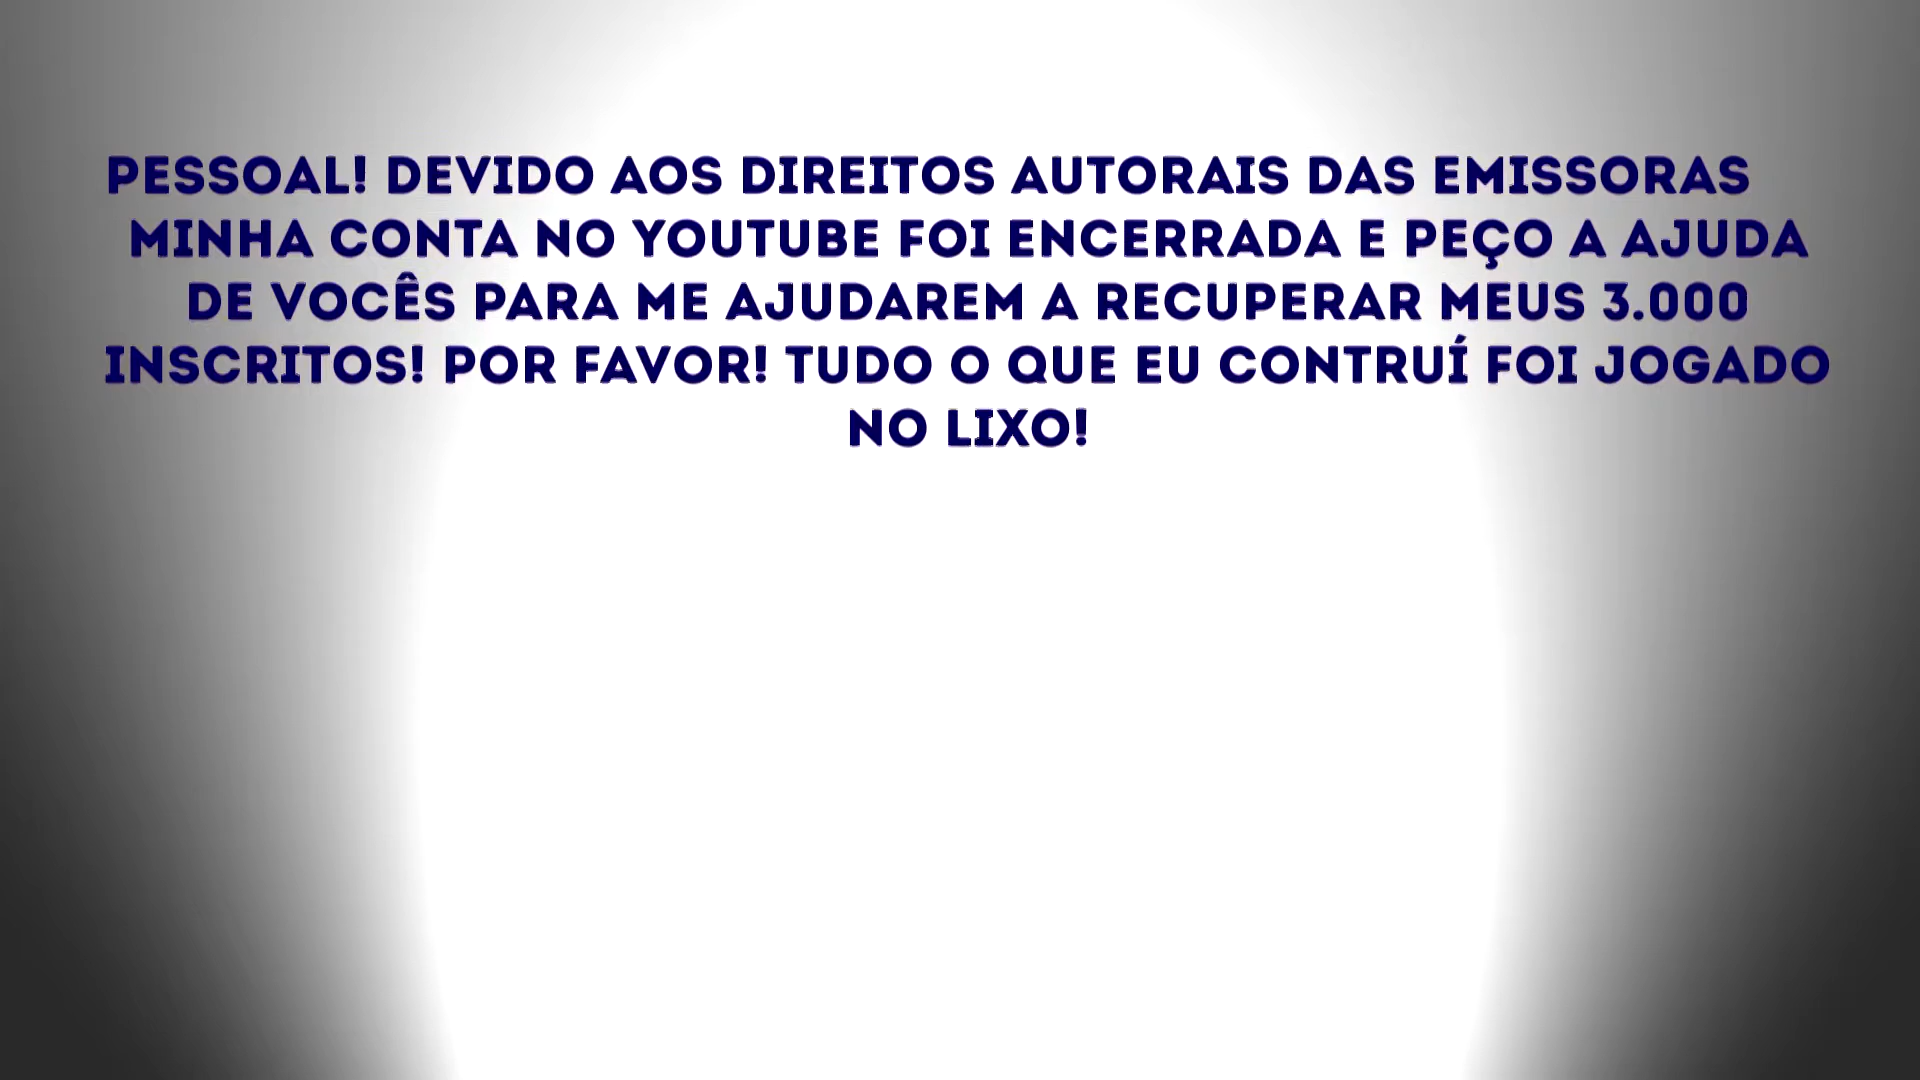 PESSOAL! DEVIDO AOS DIREITOS AUTORAIS DAS EMISSORAS
MINHA CONTA NO YOUTUBE FOI ENCERRADA E PEÇO A AJUDA
DE VOCÊS PARA ME AJUDAREM A RECUPERAR MEUS 3.000
INSCRITOS! POR FAVOR! TUDO O QUE EU CONTRUÍ FOI JOGADO
NO LIXO!